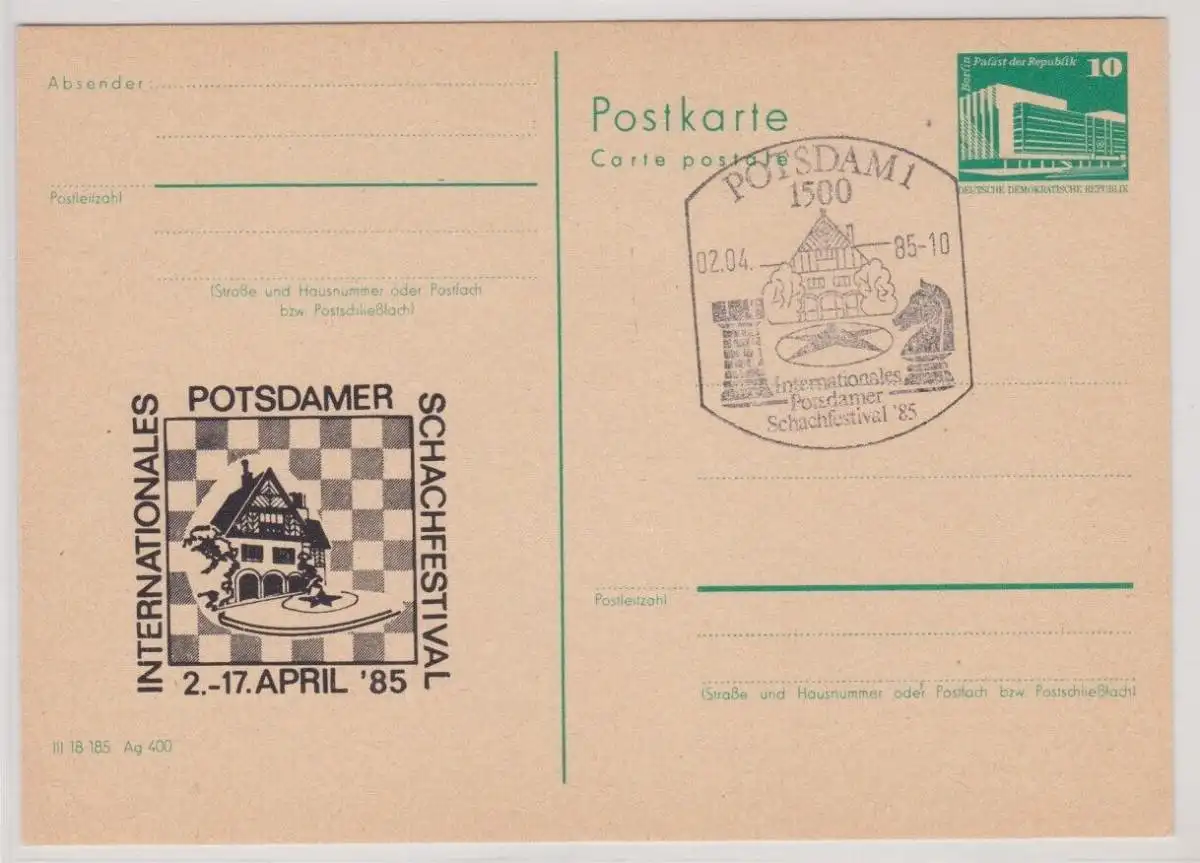 Absender:
Postleitzahl
(Straße und Hausnummer oder Postfach
bzw. Postschließfach)
INTERNATIONALES
POTSDAMER
SCHACHFESTIVAL
2.-17. APRIL '85
III 18 185 Ag 400
Postkarte
Carte postale
Berlin
Palast der Republik
10
DEUTSCHE DEMOKRATISCHE REPUBLIK
POTSDAM 1
1500
02.04. 85-10
Internationales
Potsdamer
Schachfestival '85
Postleitzahl
(Straße und Hausnummer oder Postfach bzw. Postschließfach)